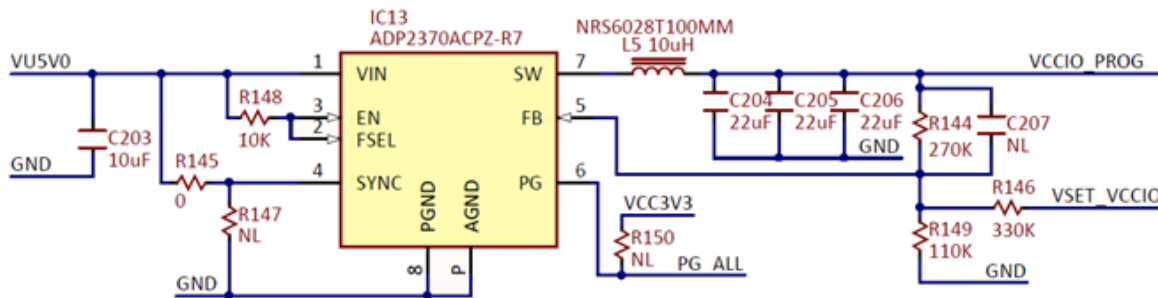 IC13
ADP2370ACPZ-R7
NRS6028T100MM
L5 10uH
VU5V0
1
VIN
SW
7
VCCIO_PROG
R148
10K
3
EN
2
FSEL
FB
5
C203
10uF
GND
C204
22uF
C205
22uF
C206
22uF
GND
R144
270K
C207
NL
R145
0
4
SYNC
PG
6
R147
NL
PGND
AGND
VCC3V3
R150
NL
PG_ALL
R146
330K
VSET_VCCIO
R149
110K
GND
GND
8
P